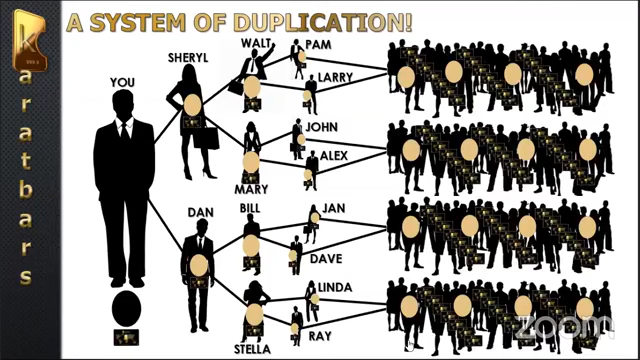 A SYSTEM OF DUPLICATION!
k
aratbars
YOU
SHERYL
DAN
WALT
MARY
BILL
STELLA
PAM
LARRY
JOHN
ALEX
JAN
DAVE
LINDA
RAY
zoom